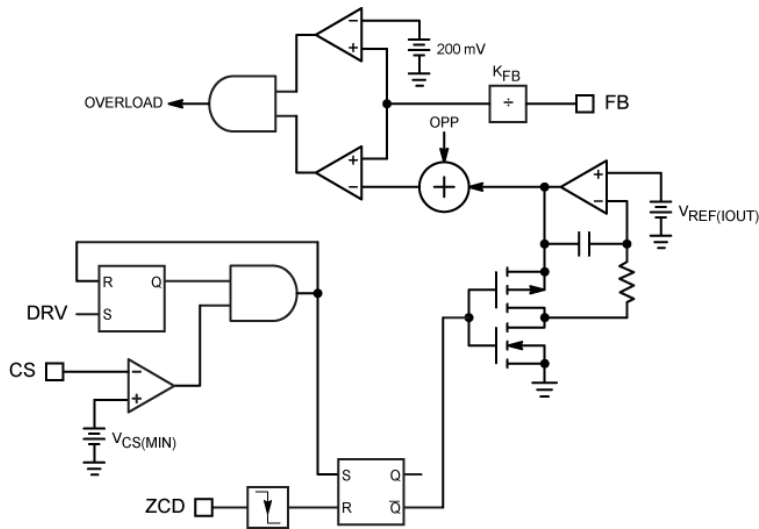 −
+
200 mV
OVERLOAD
K_FB
÷
FB
OPP
+
−
+
+
−
V_REF(IOUT)
R
Q
S
DRV
CS
−
+
V_CS(MIN)
S
Q
R
Q̅
ZCD